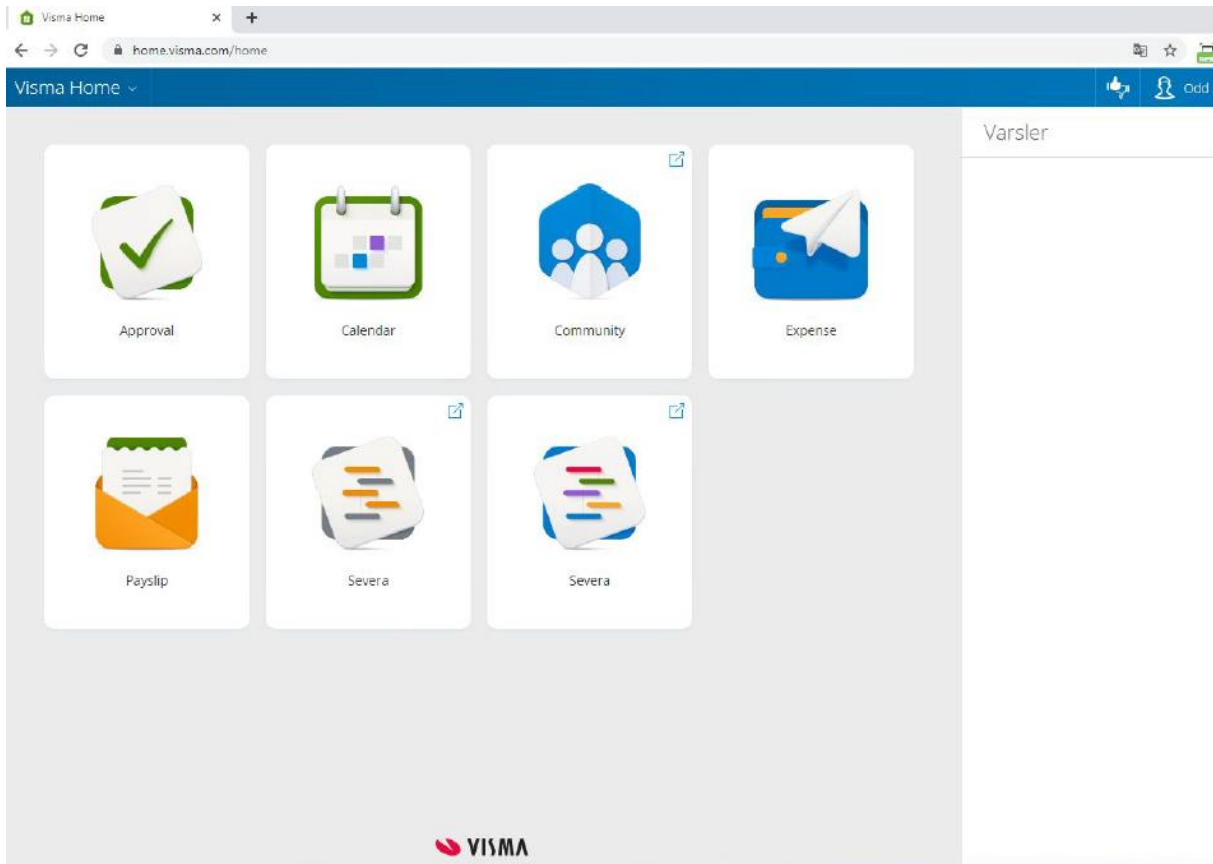 Visma Home
home.visma.com/home
Visma Home
Odd
Varsler
Approval
Calendar
Community
Expense
Payslip
Severa
Severa
VISMA